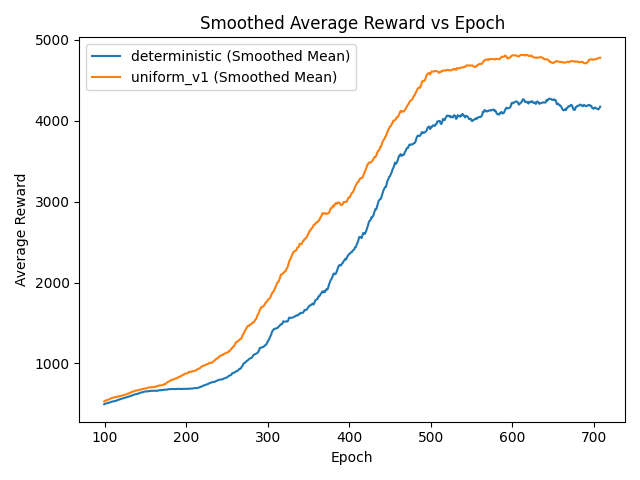 Smoothed Average Reward vs Epoch
deterministic (Smoothed Mean)
uniform_v1 (Smoothed Mean)
Average Reward
5000
4000
3000
2000
1000
100 200 300 400 500 600 700
Epoch